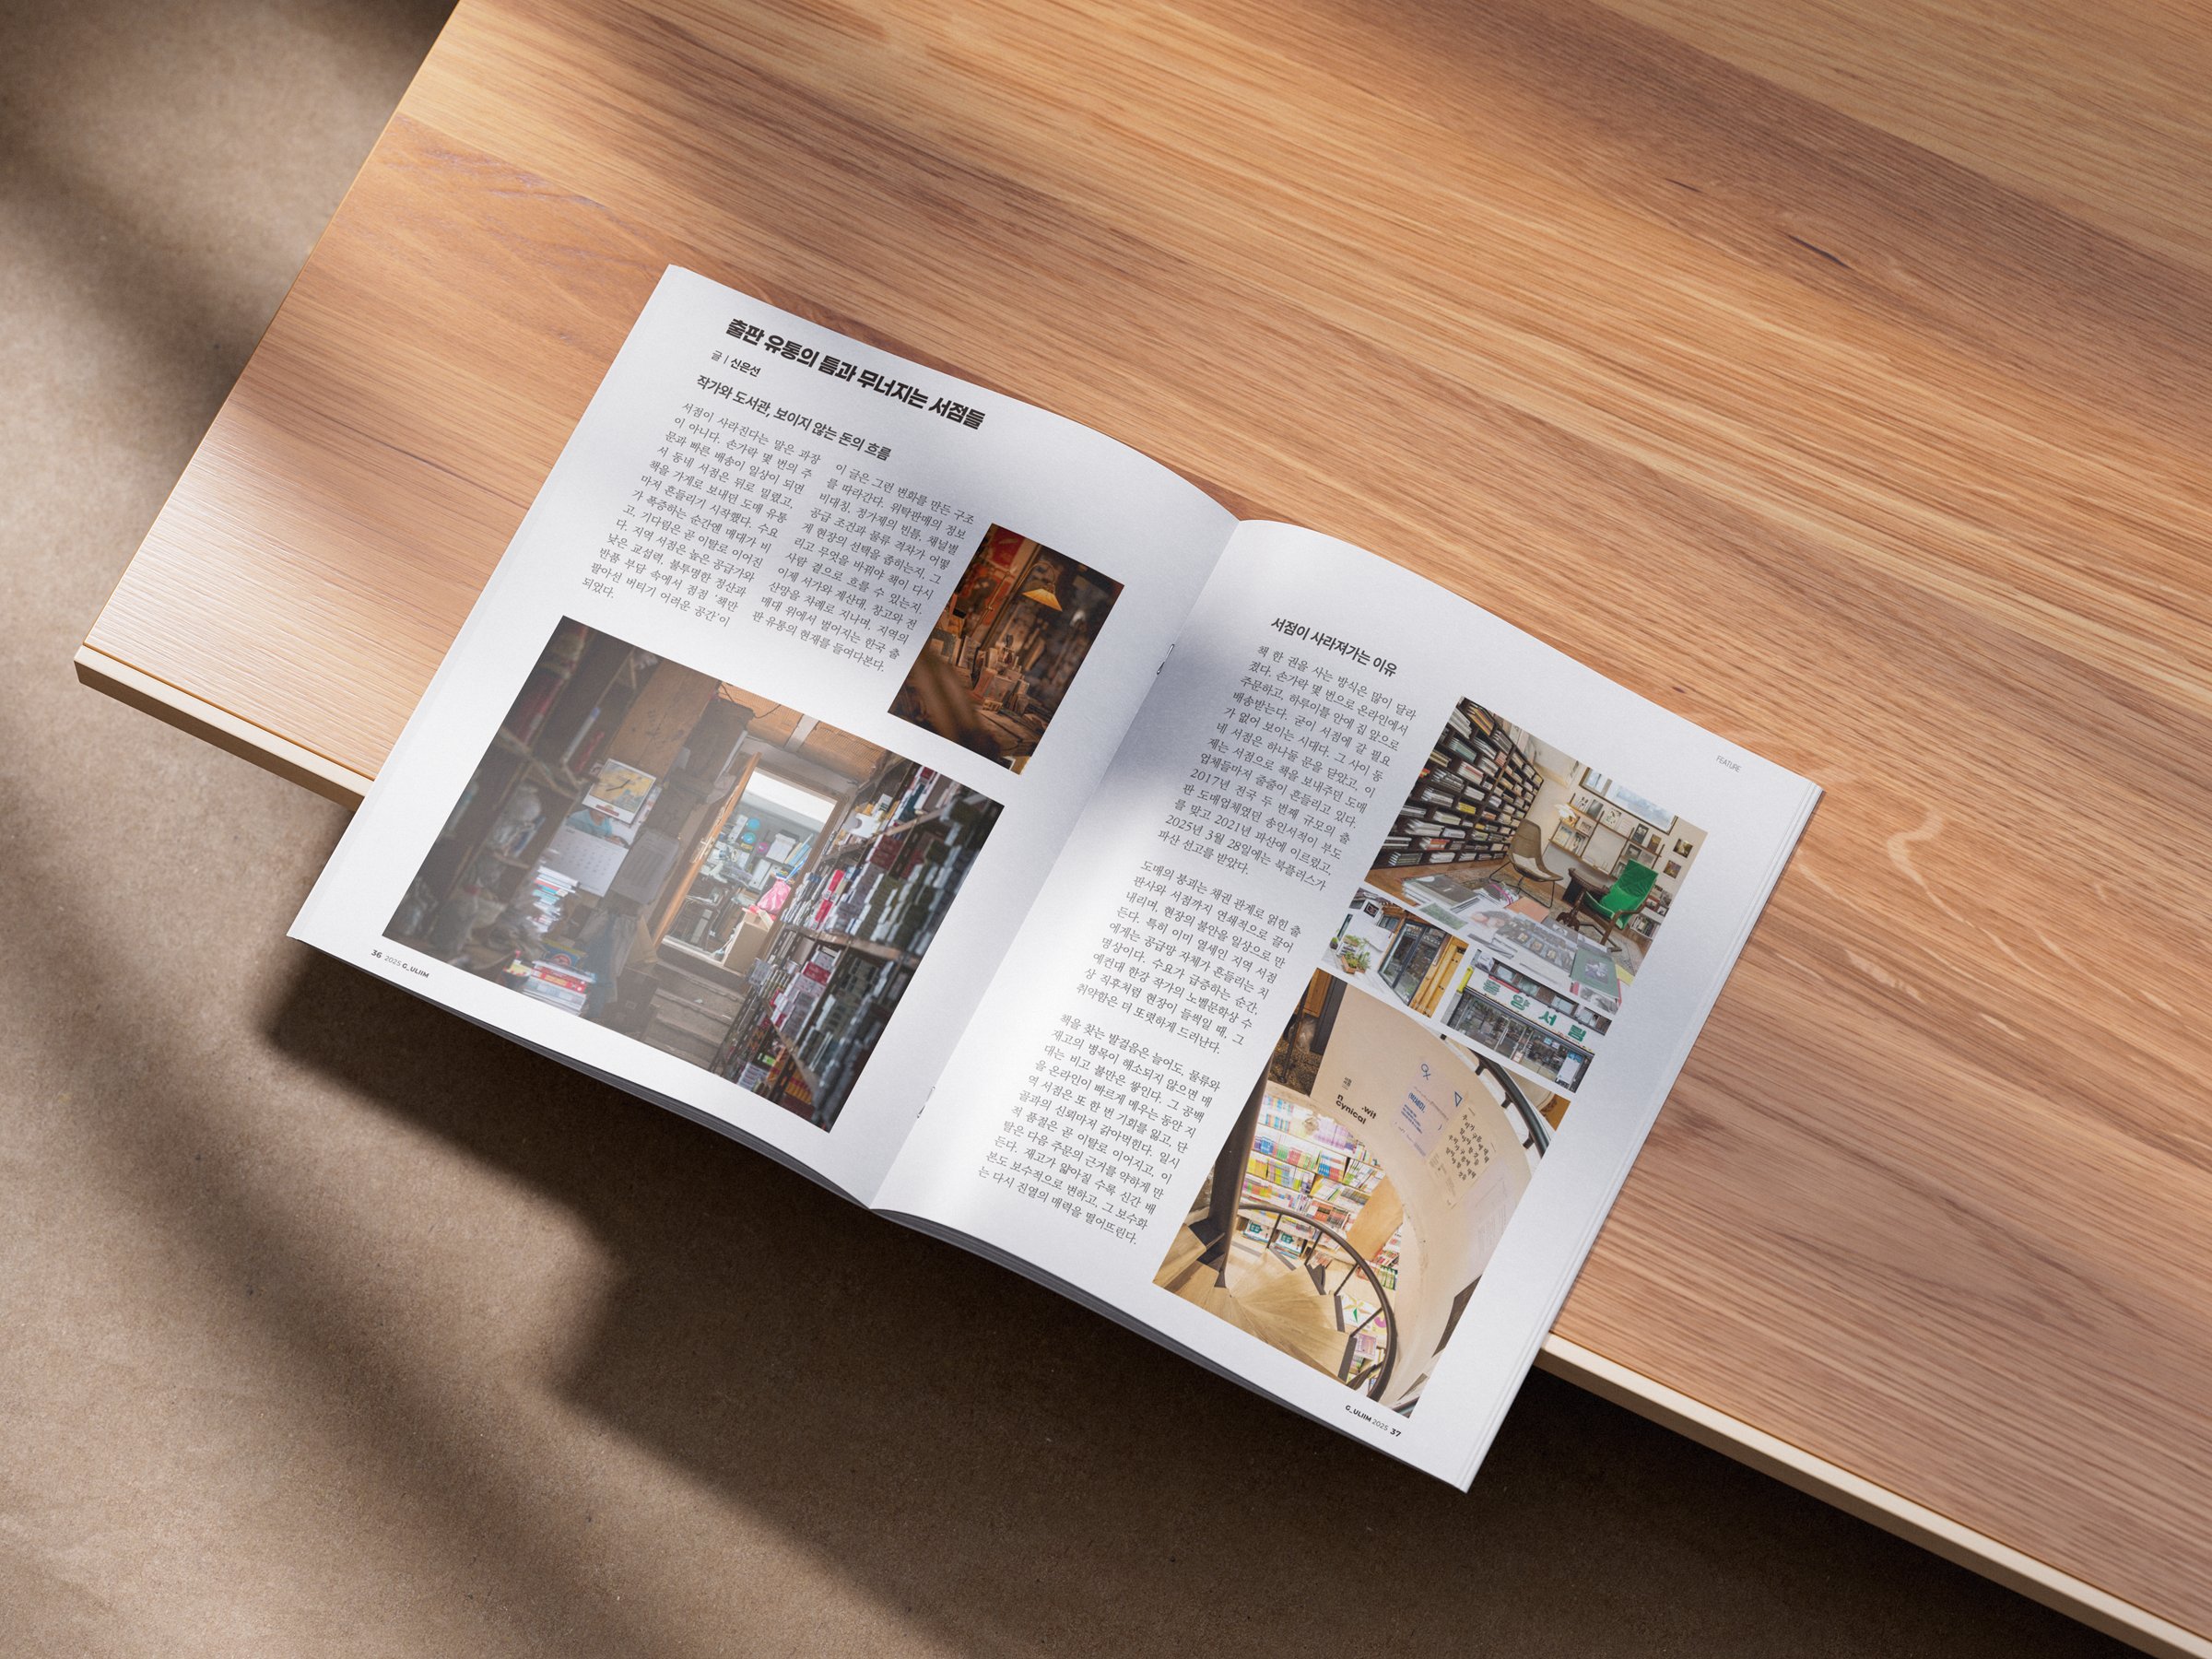 출판 유통의 틈과 무너지는 서점들
글 | 신은선
작가와 도서관, 보이지 않는 돈의 흐름
서점이 사라진다는 말은 과장
이 아니다. 손가락 몇 번의 주
문과 빠른 배송이 일상이 되면
서 동네 서점은 뒤로 밀렸고,
책을 가게로 보내던 도매 유통
마저 흔들리기 시작했다. 수요
가 폭증하는 순간엔 매대가 비
고, 기다림은 곧 이탈로 이어진
다. 지역 서점은 높은 공급가와
낮은 교섭력, 불투명한 정산과
반품 부담 속에서 점점 ‘책만
팔아선 버티기 어려운 공간’이
되었다.
이 글은 그런 변화를 만든 구조
를 따라간다. 위탁판매의 정보
비대칭, 정가제의 빈틈, 채널별
공급 조건과 물류 격차가 어떻
게 현장의 선택을 좁히는지, 그
리고 무엇을 바꿔야 책이 다시
사람 곁으로 흐를 수 있는지.
이제 서가와 계산대, 창고와 전
산망을 차례로 지나며, 지역의
매대 위에서 벌어지는 한국 출
판 유통의 현재를 들여다본다.
36 2025 G_ULIIM
FEATURE
서점이 사라져가는 이유
책 한 권을 사는 방식은 많이 달라
졌다. 손가락 몇 번으로 온라인에서
주문하고, 하루이틀 안에 집 앞으로
배송받는다. 굳이 서점에 갈 필요
가 없어 보이는 시대다. 그 사이 동
네 서점은 하나둘 문을 닫았고, 이
제는 서점으로 책을 보내주던 도매
업체들마저 줄줄이 흔들리고 있다.
2017년 전국 두 번째 규모의 출
판 도매업체였던 송인서적이 부도
를 맞고 2021년 파산에 이르렀고,
2025년 3월 28일에는 북플러스가
파산 선고를 받았다.
도매의 붕괴는 채권 관계로 얽힌 출
판사와 서점까지 연쇄적으로 끌어
내리며, 현장의 불안을 일상으로 만
든다. 특히 이미 열세인 지역 서점
에게는 공급망 자체가 흔들리는 치
명상이다. 수요가 급증하는 순간,
예컨대 한강 작가의 노벨문학상 수
상 직후처럼 현장이 들썩일 때, 그
취약함은 더 또렷하게 드러난다.
책을 찾는 발걸음은 늘어도, 물류와
재고의 병목이 해소되지 않으면 매
대는 비고 불만은 쌓인다. 그 공백
을 온라인이 빠르게 메우는 동안 지
역 서점은 또 한 번 기회를 잃고, 단
골과의 신뢰마저 갉아먹힌다. 일시
적 품절은 곧 이탈로 이어지고, 이
탈은 다음 주문의 근거를 약하게 만
든다. 재고가 얇아질 수록 신간 배
본도 보수적으로 변하고, 그 보수화
는 다시 진열의 매력을 떨어뜨린다.
동양서림
wit
cynical
G_ULIIM 2025 37